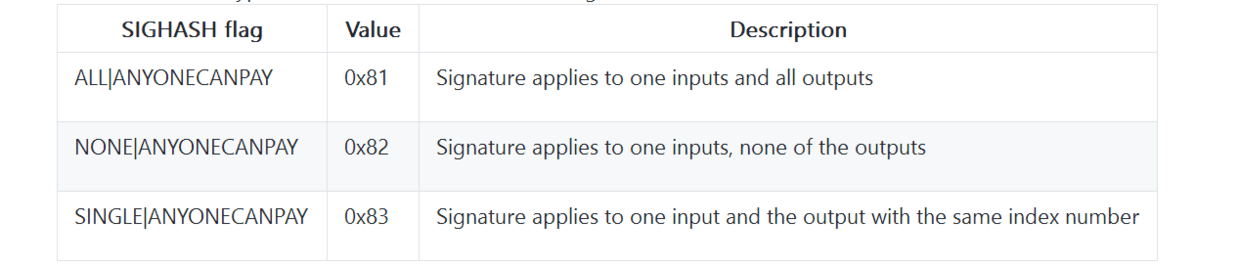 SIGHASH flag Value Description
ALL|ANYONECANPAY 0x81 Signature applies to one inputs and all outputs
NONE|ANYONECANPAY 0x82 Signature applies to one inputs, none of the outputs
SINGLE|ANYONECANPAY 0x83 Signature applies to one input and the output with the same index number